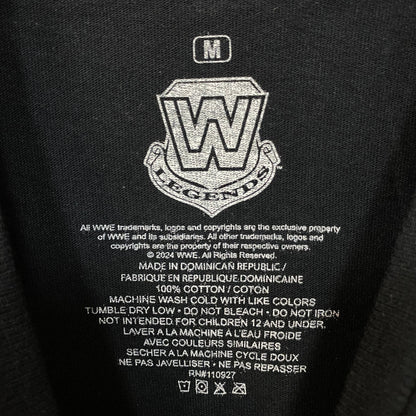 M
W
LEGENDS
All WWE trademarks, logos and copyrights are the exclusive property
of WWE and its subsidiaries. All other trademarks, logos and
copyrights are the property of their respective owners.
© 2024 WWE. All Rights Reserved.
MADE IN DOMINICAN REPUBLIC /
FABRIQUE EN REPUBLIQUE DOMINICAINE
100% COTTON / COTON
MACHINE WASH COLD WITH LIKE COLORS
TUMBLE DRY LOW • DO NOT BLEACH • DO NOT IRON
NOT INTENDED FOR CHILDREN 12 AND UNDER.
LAVER A LA MACHINE A L'EAU FROIDE
AVEC COULEURS SIMILAIRES
SECHER A LA MACHINE CYCLE DOUX
NE PAS JAVELLISER • NE PAS REPASSER
RN#110927